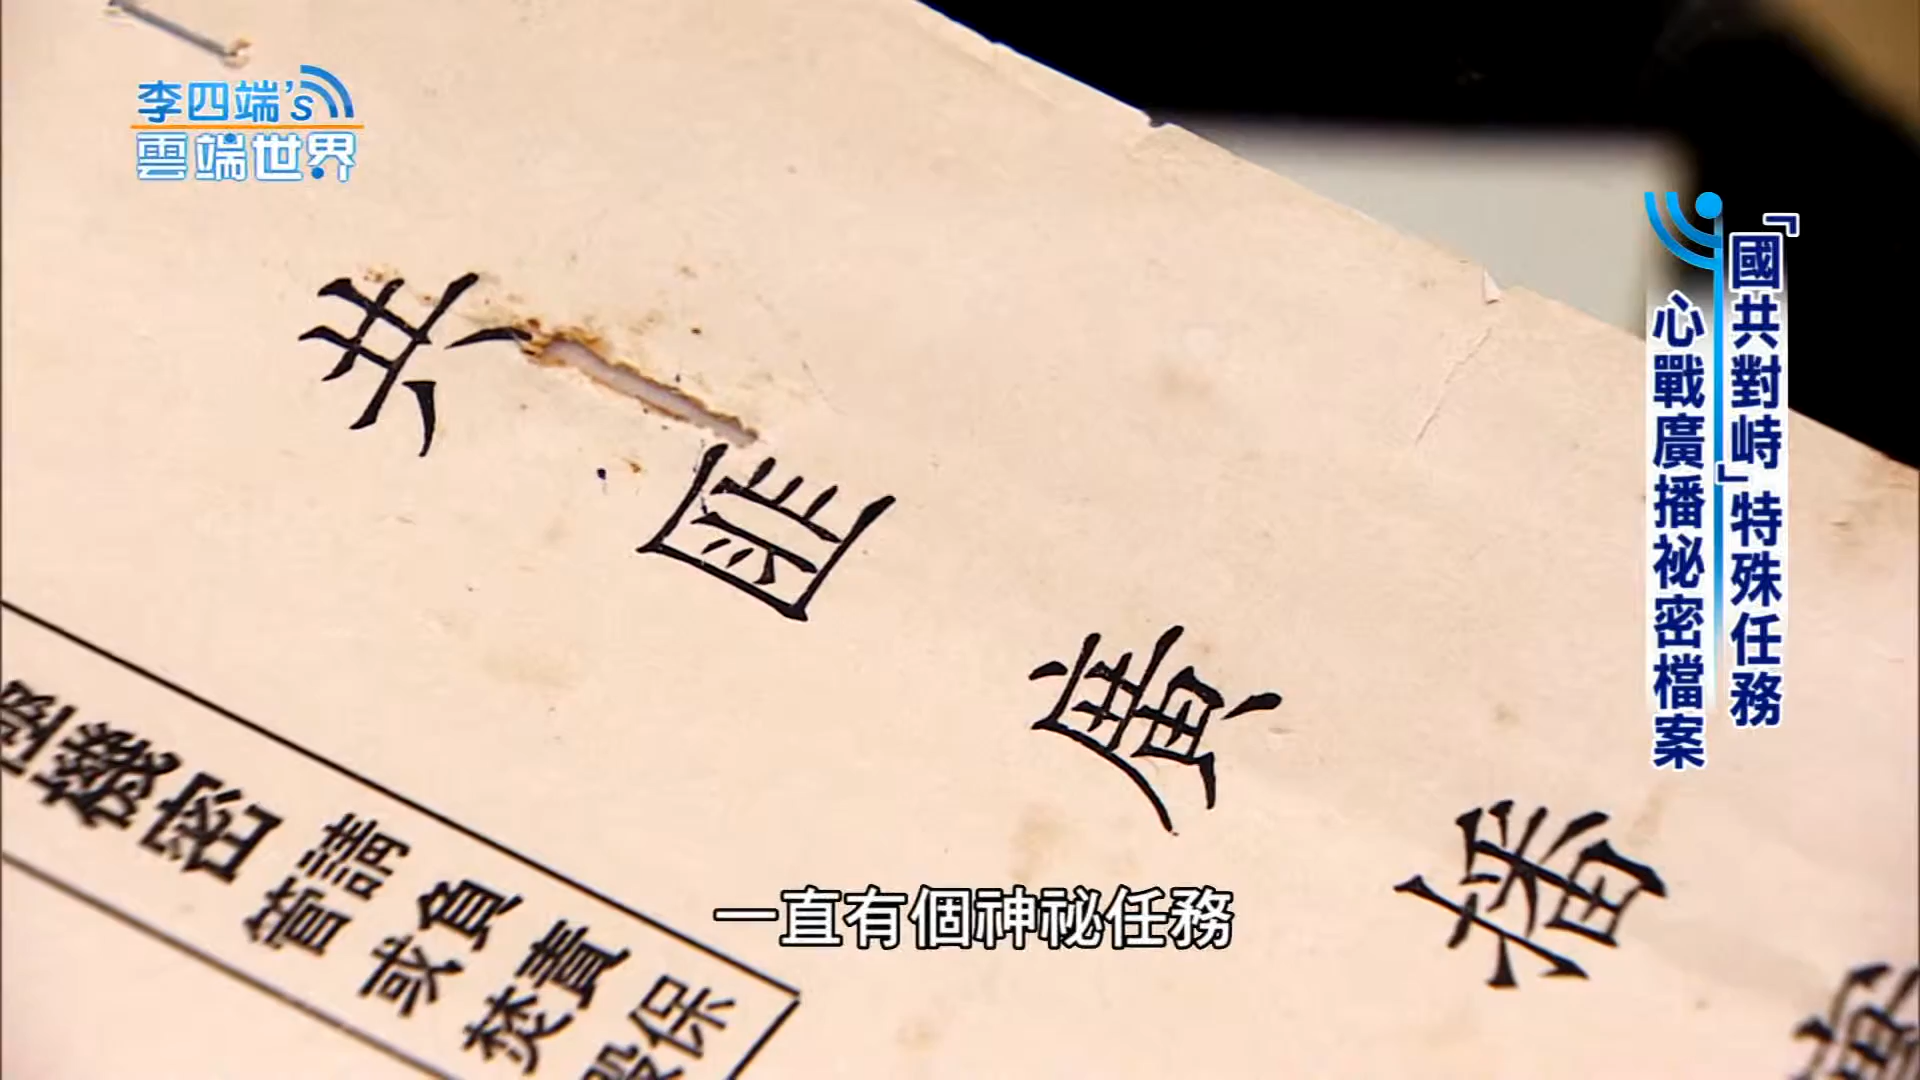 李四端's
雲端世界
「國共對峙」特殊任務
心戰廣播祕密檔案
共匪廣播
機密
請負責保
管或焚毀
一直有個神祕任務